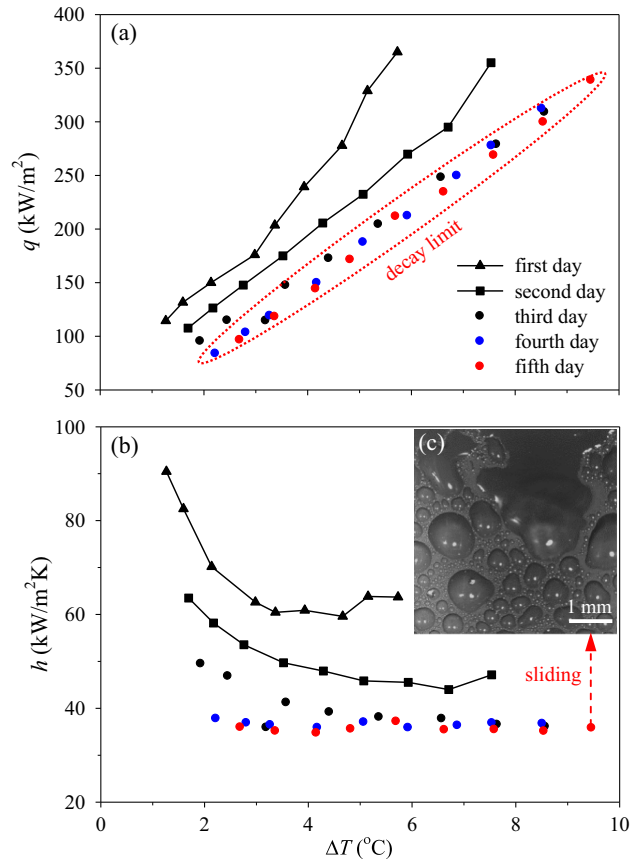 400
(a)
350
300
250
q (kW/m²)
200
150
100
50
decay limit
first day
second day
third day
fourth day
fifth day
100
(b)
(c)
80
h (kW/m²K)
60
1 mm
sliding
40
20
0 2 4 6 8 10
ΔT (°C)